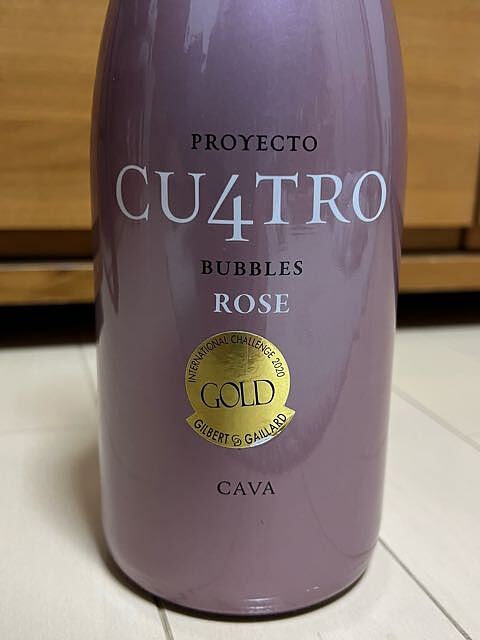 PROYECTO
CU4TRO
BUBBLES
ROSE
INTERNATIONAL CHALLENGE 2020
GOLD
GILBERT & GAILLARD
CAVA